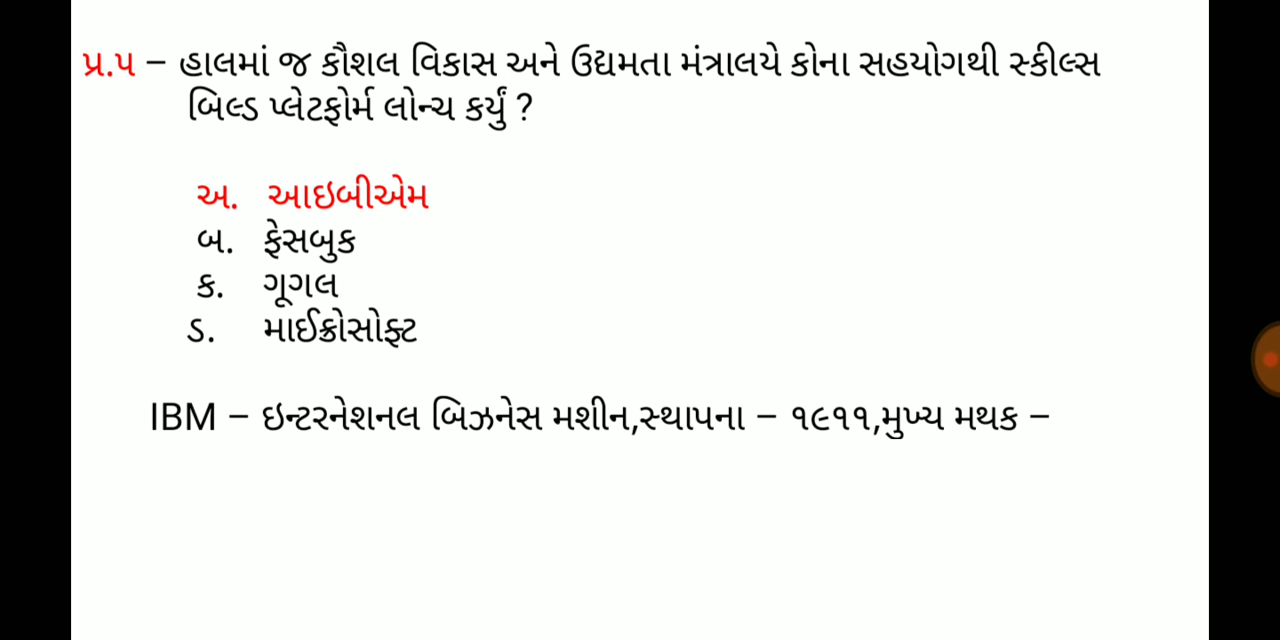 પ્ર.૫ – હાલમાં જ કૌશલ વિકાસ અને ઉદ્યમતા મંત્રાલયે કોના સહયોગથી સ્કીલ્સ
બિલ્ડ પ્લેટફોર્મ લોન્ચ કર્યું ?
અ. આઇબીએમ
બ. ફેસબુક
ક. ગૂગલ
ડ. માઈક્રોસોફ્ટ
IBM – ઇન્ટરનેશનલ બિઝનેસ મશીન,સ્થાપના – ૧૯૧૧,મુખ્ય મથક –